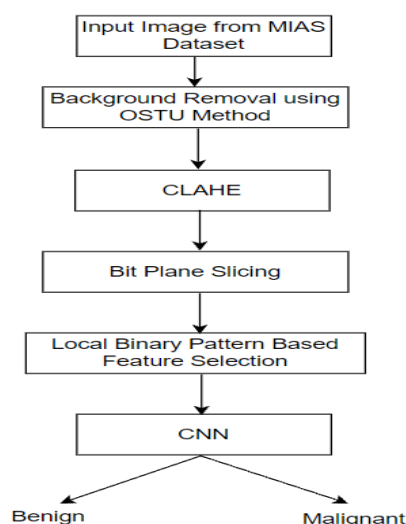 Input Image from MIAS
Dataset
Background Removal using
OSTU Method
CLAHE
Bit Plane Slicing
Local Binary Pattern Based
Feature Selection
CNN
Benign
Malignant